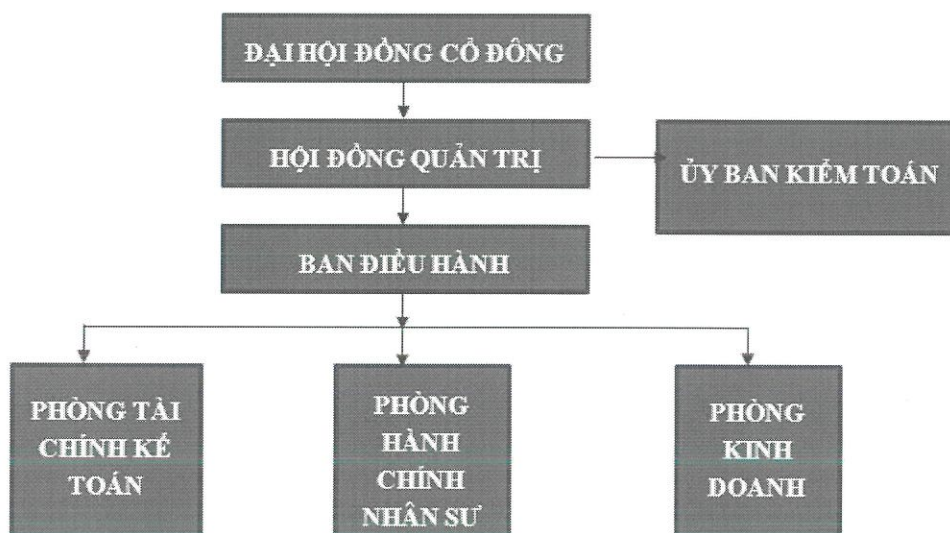 ĐẠI HỘI ĐỒNG CỔ ĐÔNG
HỘI ĐỒNG QUẢN TRỊ
ỦY BAN KIỂM TOÁN
BAN ĐIỀU HÀNH
PHÒNG TÀI
CHÍNH KẾ
TOÁN
PHÒNG
HÀNH
CHÍNH
NHÂN SƯ
PHÒNG
KINH
DOANH